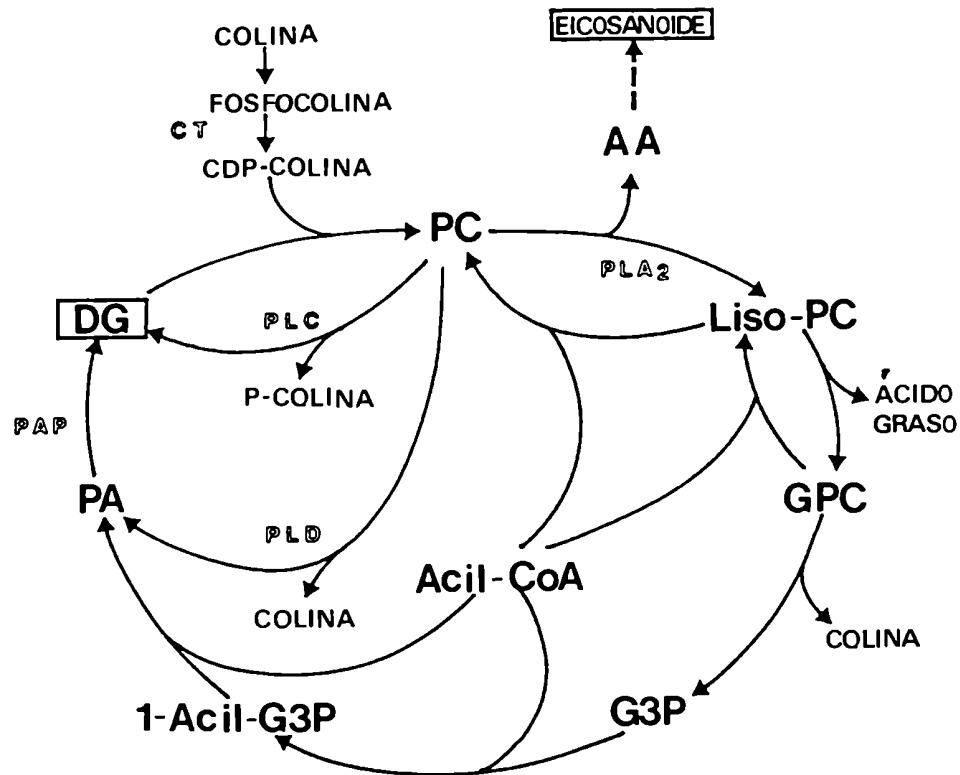 COLINA
FOSFOCOLINA
CT
CDP-COLINA
EICOSANOIDE
AA
PC
PLA2
DG
PLC
P-COLINA
Liso-PC
ÁCIDO
GRASO
PAP
PA
GPC
PLD
Acil-CoA
COLINA
COLINA
1-Acil-G3P
G3P